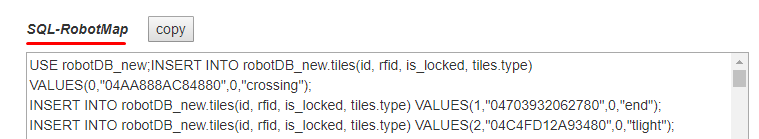 SQL-RobotMap copy
USE robotDB_new;INSERT INTO robotDB_new.tiles(id, rfid, is_locked, tiles.type)
VALUES(0,"04AA888AC84880",0,"crossing");
INSERT INTO robotDB_new.tiles(id, rfid, is_locked, tiles.type) VALUES(1,"04703932062780",0,"end");
INSERT INTO robotDB_new.tiles(id, rfid, is_locked, tiles.type) VALUES(2,"04C4FD12A93480",0,"tlight");